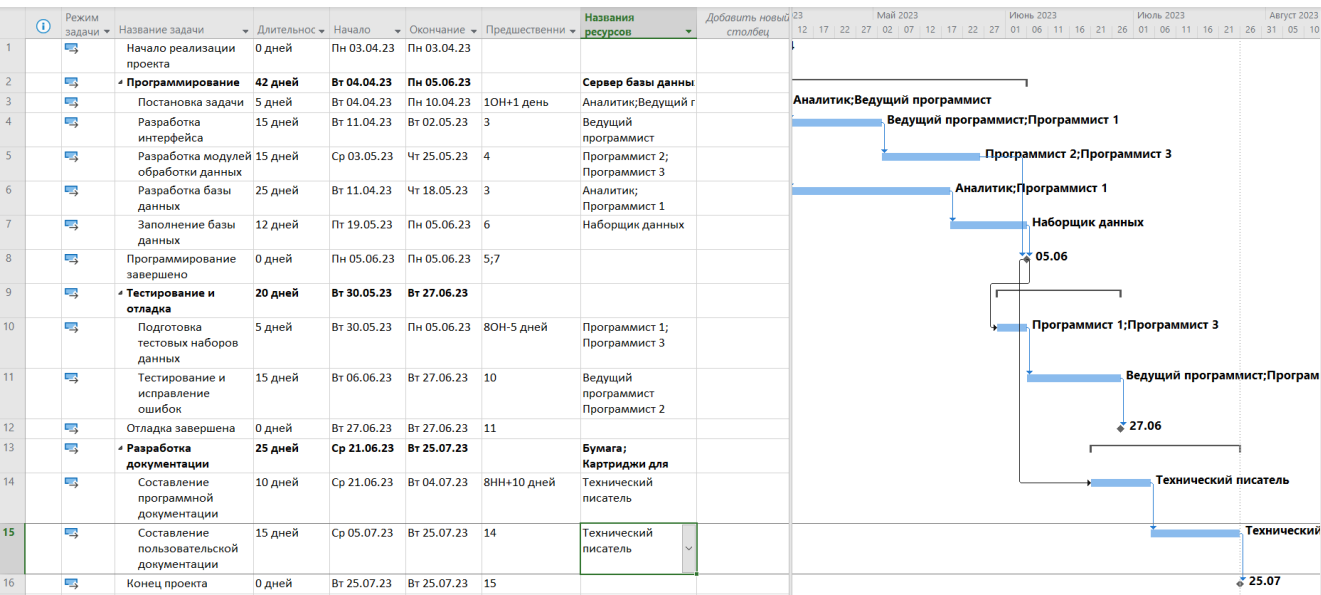 Режим задачи Название задачи Длительнос Начало Окончание Предшественни Названия ресурсов Добавить новый столбец
23 Май 2023 Июнь 2023 Июль 2023 Август 2023
12 17 22 27 02 07 12 17 22 27 01 06 11 16 21 26 01 06 11 16 21 26 31 05 10
1 Начало реализации проекта 0 дней Пн 03.04.23 Пн 03.04.23
2 Программирование 42 дней Вт 04.04.23 Пн 05.06.23 Сервер базы данны
3 Постановка задачи 5 дней Вт 04.04.23 Пн 10.04.23 1ОН+1 день Аналитик;Ведущий г Аналитик;Ведущий программист
4 Разработка интерфейса 15 дней Вт 11.04.23 Вт 02.05.23 3 Ведущий программист Ведущий программист;Программист 1
5 Разработка модулей обработки данных 15 дней Ср 03.05.23 Чт 25.05.23 4 Программист 2; Программист 3 Программист 2;Программист 3
6 Разработка базы данных 25 дней Вт 11.04.23 Чт 18.05.23 3 Аналитик; Программист 1 Аналитик;Программист 1
7 Заполнение базы данных 12 дней Пт 19.05.23 Пн 05.06.23 6 Наборщик данных Наборщик данных
8 Программирование завершено 0 дней Пн 05.06.23 Пн 05.06.23 5;7 05.06
9 Тестирование и отладка 20 дней Вт 30.05.23 Вт 27.06.23
10 Подготовка тестовых наборов данных 5 дней Вт 30.05.23 Пн 05.06.23 8ОН-5 дней Программист 1; Программист 3 Программист 1;Программист 3
11 Тестирование и исправление ошибок 15 дней Вт 06.06.23 Вт 27.06.23 10 Ведущий программист Программист 2 Ведущий программист;Програм
12 Отладка завершена 0 дней Вт 27.06.23 Вт 27.06.23 11 27.06
13 Разработка документации 25 дней Ср 21.06.23 Вт 25.07.23 Бумага; Картриджи для
14 Составление программной документации 10 дней Ср 21.06.23 Вт 04.07.23 8НН+10 дней Технический писатель Технический писатель
15 Составление пользовательской документации 15 дней Ср 05.07.23 Вт 25.07.23 14 Технический писатель Технический
16 Конец проекта 0 дней Вт 25.07.23 Вт 25.07.23 15 25.07